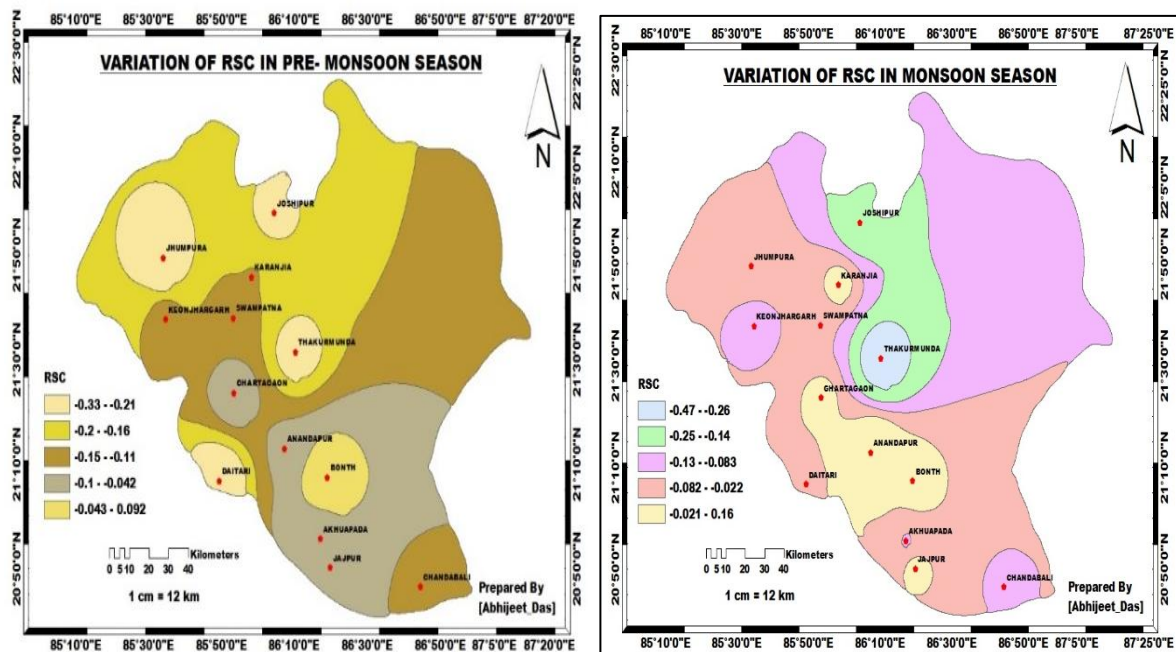 85°10'0"E 85°30'0"E 85°50'0"E 86°10'0"E 86°30'0"E 86°50'0"E 87°0'0"E 87°20'0"E
VARIATION OF RSC IN PRE- MONSOON SEASON
N
22°30'0"N
22°10'0"N
21°50'0"N
21°30'0"N
21°10'0"N
20°50'0"N
22°25'0"N
22°5'0"N
21°50'0"N
21°30'0"N
21°10'0"N
20°50'0"N
JOSHIPUR
JHUMPURA
KARANJIA
KEONJHARGARH
SWAMPATNA
THAKURMUNDA
GHARTAGAON
ANANDAPUR
BONTH
DAITARI
AKHUAPADA
JAJPUR
CHANDABALI
RSC
-0.33 - -0.21
-0.2 - -0.16
-0.15 - -0.11
-0.1 - -0.042
-0.043 - 0.092
Kilometers
0 5 10 20 30 40
1 cm = 12 km
Prepared By
[Abhijeet_Das]
85°10'0"E 85°30'0"E 85°50'0"E 86°10'0"E 86°30'0"E 86°50'0"E 87°0'0"E 87°20'0"E
85°10'0"E 85°30'0"E 85°50'0"E 86°10'0"E 86°40'0"E 86°50'0"E 87°5'0"E 87°25'0"E
VARIATION OF RSC IN MONSOON SEASON
N
22°30'0"N
22°10'0"N
21°50'0"N
21°30'0"N
21°10'0"N
20°50'0"N
22°25'0"N
22°5'0"N
21°50'0"N
21°30'0"N
21°10'0"N
20°50'0"N
JOSHIPUR
JHUMPURA
KARANJIA
KEONJHARGARH
SWAMPATNA
THAKURMUNDA
GHARTAGAON
ANANDAPUR
BONTH
DAITARI
AKHUAPADA
JAJPUR
CHANDABALI
RSC
-0.47 - -0.26
-0.25 - -0.14
-0.13 - -0.083
-0.082 - -0.022
-0.021 - 0.16
Kilometers
0 5 10 20 30 40
1 cm = 12 km
Prepared By
[Abhijeet_Das]
85°10'0"E 85°30'0"E 85°50'0"E 86°10'0"E 86°30'0"E 86°50'0"E 87°5'0"E 87°25'0"E